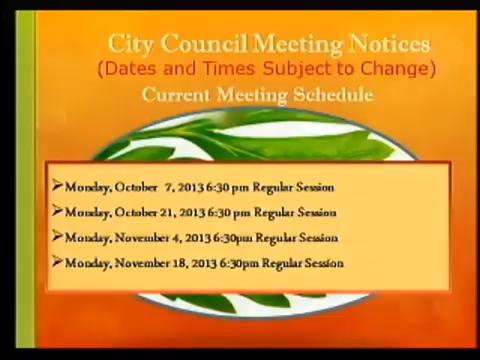 City Council Meeting Notices
(Dates and Times Subject to Change)
Current Meeting Schedule
Monday, October 7, 2013 6:30 pm Regular Session
Monday, October 21, 2013 6:30 pm Regular Session
Monday, November 4, 2013 6:30pm Regular Session
Monday, November 18, 2013 6:30pm Regular Session